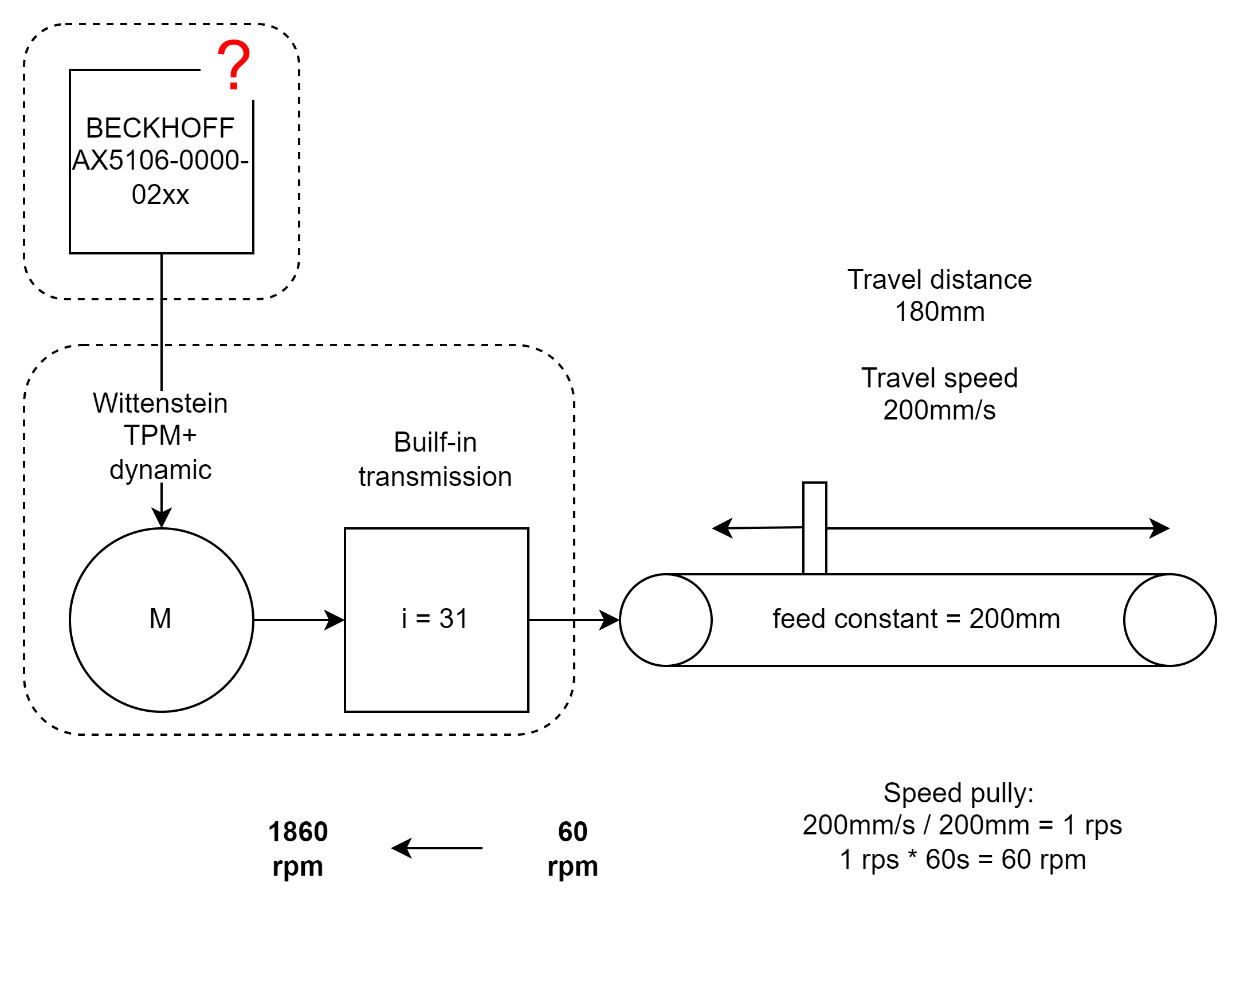 ?
BECKHOFF
AX5106-0000-
02xx
Travel distance
180mm
Travel speed
200mm/s
Wittenstein
TPM+
dynamic
Builf-in
transmission
M
i = 31
feed constant = 200mm
Speed pully:
200mm/s / 200mm = 1 rps
1 rps * 60s = 60 rpm
1860
rpm
60
rpm